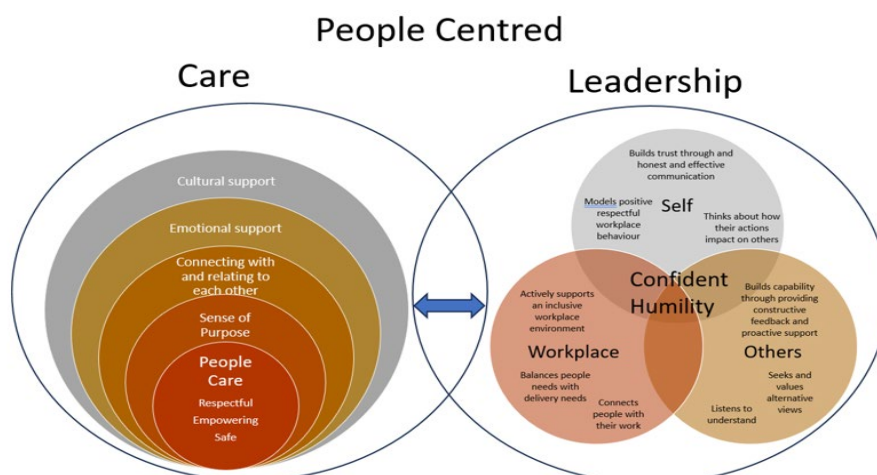 People Centred
Care
Leadership
Cultural support
Emotional support
Connecting with
and relating to
each other
Sense of
Purpose
People
Care
Respectful
Empowering
Safe
Builds trust through and
honest and effective
communication
Models positive
respectful
workplace
behaviour
Self
Thinks about how
their actions
impact on others
Confident
Humility
Actively supports
an inclusive
workplace
environment
Workplace
Balances people
needs with
delivery needs
Connects
people with
their work
Builds capability
through providing
constructive
feedback and
proactive support
Others
Seeks and
values
alternative
views
Listens to
understand